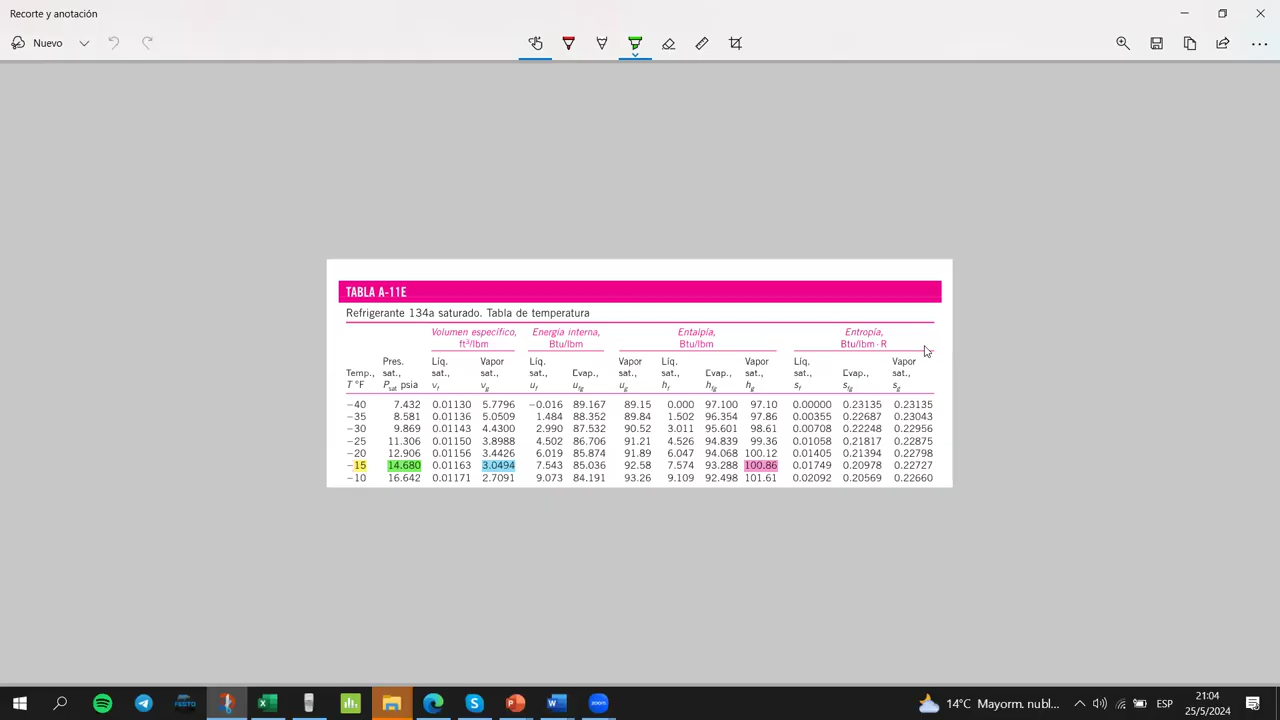 Recorte y anotación
Nuevo
TABLA A-11E
Refrigerante 134a saturado. Tabla de temperatura
Volumen específico, Energía interna, Entalpía, Entropía,
ft³/lbm Btu/lbm Btu/lbm Btu/lbm · R
Pres. Líq. Vapor Líq. Vapor Líq. Vapor Líq. Vapor
Temp., sat., sat., sat., sat., Evap., sat., sat., Evap., sat., sat., Evap., sat.,
T °F Psat psia vf vg uf ufg ug hf hfg hg sf sfg sg
−40 7.432 0.01130 5.7796 −0.016 89.167 89.15 0.000 97.100 97.10 0.00000 0.23135 0.23135
−35 8.581 0.01136 5.0509 1.484 88.352 89.84 1.502 96.354 97.86 0.00355 0.22687 0.23043
−30 9.869 0.01143 4.4300 2.990 87.532 90.52 3.011 95.601 98.61 0.00708 0.22248 0.22956
−25 11.306 0.01150 3.8988 4.502 86.706 91.21 4.526 94.839 99.36 0.01058 0.21817 0.22875
−20 12.906 0.01156 3.4426 6.019 85.874 91.89 6.047 94.068 100.12 0.01405 0.21394 0.22798
−15 14.680 0.01163 3.0494 7.543 85.036 92.58 7.574 93.288 100.86 0.01749 0.20978 0.22727
−10 16.642 0.01171 2.7091 9.073 84.191 93.26 9.109 92.498 101.61 0.02092 0.20569 0.22660
FESTO
zoom
14°C Mayorm. nubl...
ESP
21:04
25/5/2024